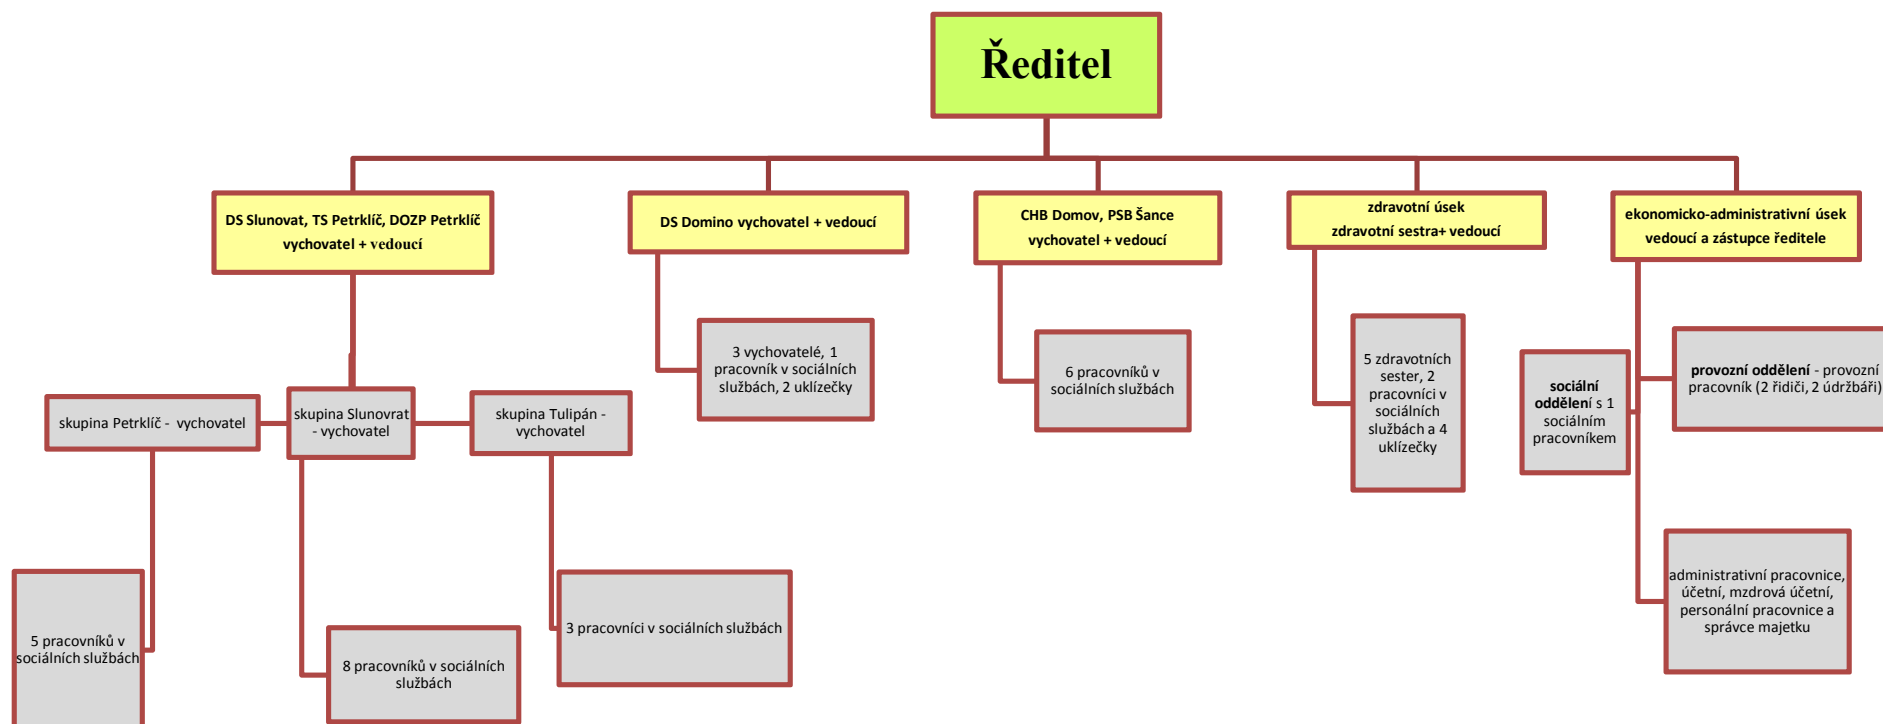 Ředitel
DS Slunovat, TS Petrklíč, DOZP Petrklíč
vychovatel + vedoucí
DS Domino vychovatel + vedoucí
CHB Domov, PSB Šance
vychovatel + vedoucí
zdravotní úsek
zdravotní sestra+ vedoucí
ekonomicko-administrativní úsek
vedoucí a zástupce ředitele
3 vychovatelé, 1
pracovník v sociálních
službách, 2 uklízečky
6 pracovníků v
sociálních službách
5 zdravotních
sester, 2
pracovníci v
sociálních
službách a 4
uklízečky
sociální
oddělení s 1
sociálním
pracovníkem
provozní oddělení - provozní
pracovník (2 řidiči, 2 údržbáři)
skupina Petrklíč - vychovatel
skupina Slunovrat
- vychovatel
skupina Tulipán -
vychovatel
5 pracovníků v
sociálních službách
8 pracovníků v sociálních
službách
3 pracovníci v sociálních službách
administrativní pracovnice,
účetní, mzdrová účetní,
personální pracovnice a
správce majetku